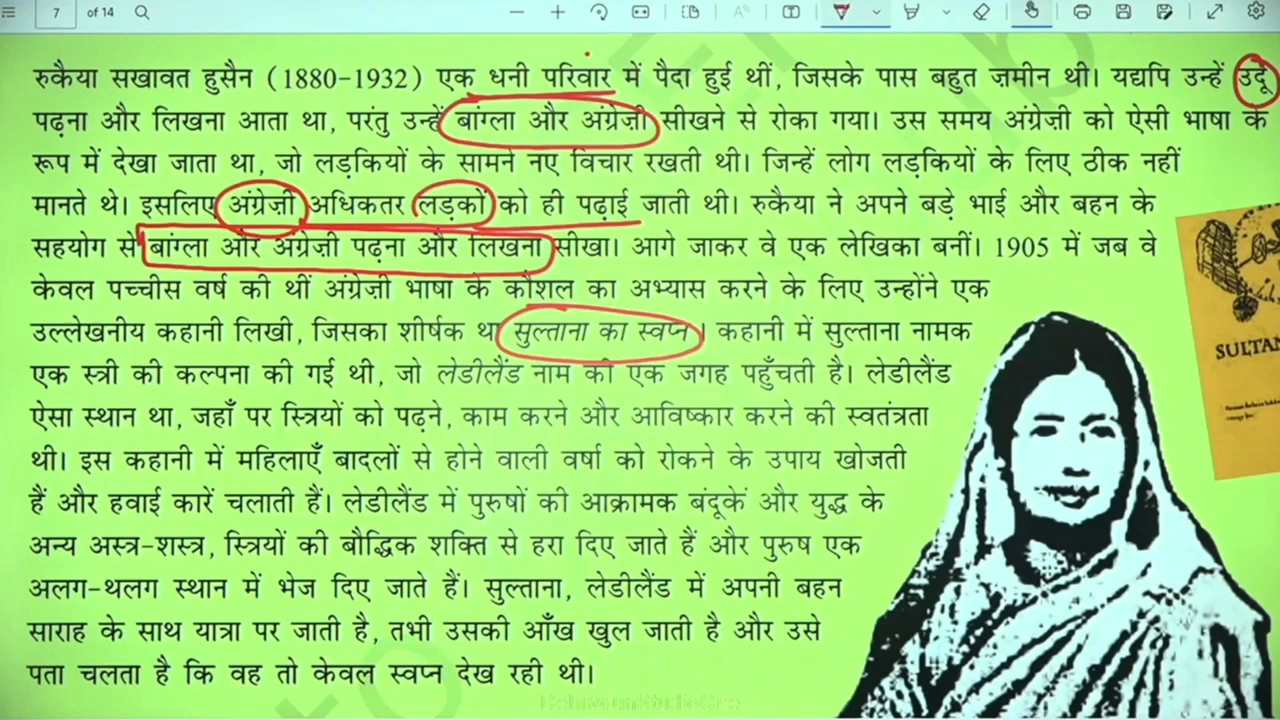 7 of 14
रुकैया सखावत हुसैन (1880-1932) एक धनी परिवार में पैदा हुई थीं, जिसके पास बहुत ज़मीन थी। यद्यपि उन्हें उर्दू
पढ़ना और लिखना आता था, परंतु उन्हें बांग्ला और अंग्रेज़ी सीखने से रोका गया। उस समय अंग्रेज़ी को ऐसी भाषा के
रूप में देखा जाता था, जो लड़कियों के सामने नए विचार रखती थी। जिन्हें लोग लड़कियों के लिए ठीक नहीं
मानते थे। इसलिए अंग्रेज़ी अधिकतर लड़कों को ही पढ़ाई जाती थी। रुकैया ने अपने बड़े भाई और बहन के
सहयोग से बांग्ला और अंग्रेज़ी पढ़ना और लिखना सीखा। आगे जाकर वे एक लेखिका बनीं। 1905 में जब वे
केवल पच्चीस वर्ष की थीं अंग्रेज़ी भाषा के कौशल का अभ्यास करने के लिए उन्होंने एक
उल्लेखनीय कहानी लिखी, जिसका शीर्षक था सुल्ताना का स्वप्न। कहानी में सुल्ताना नामक
एक स्त्री की कल्पना की गई थी, जो लेडीलैंड नाम की एक जगह पहुँचती है। लेडीलैंड
ऐसा स्थान था, जहाँ पर स्त्रियों को पढ़ने, काम करने और आविष्कार करने की स्वतंत्रता
थी। इस कहानी में महिलाएँ बादलों से होने वाली वर्षा को रोकने के उपाय खोजती
हैं और हवाई कारें चलाती हैं। लेडीलैंड में पुरुषों की आक्रामक बंदूकें और युद्ध के
अन्य अस्त्र-शस्त्र, स्त्रियों की बौद्धिक शक्ति से हरा दिए जाते हैं और पुरुष एक
अलग-थलग स्थान में भेज दिए जाते हैं। सुल्ताना, लेडीलैंड में अपनी बहन
साराह के साथ यात्रा पर जाती है, तभी उसकी आँख खुल जाती है और उसे
पता चलता है कि वह तो केवल स्वप्न देख रही थी।
SULTAN